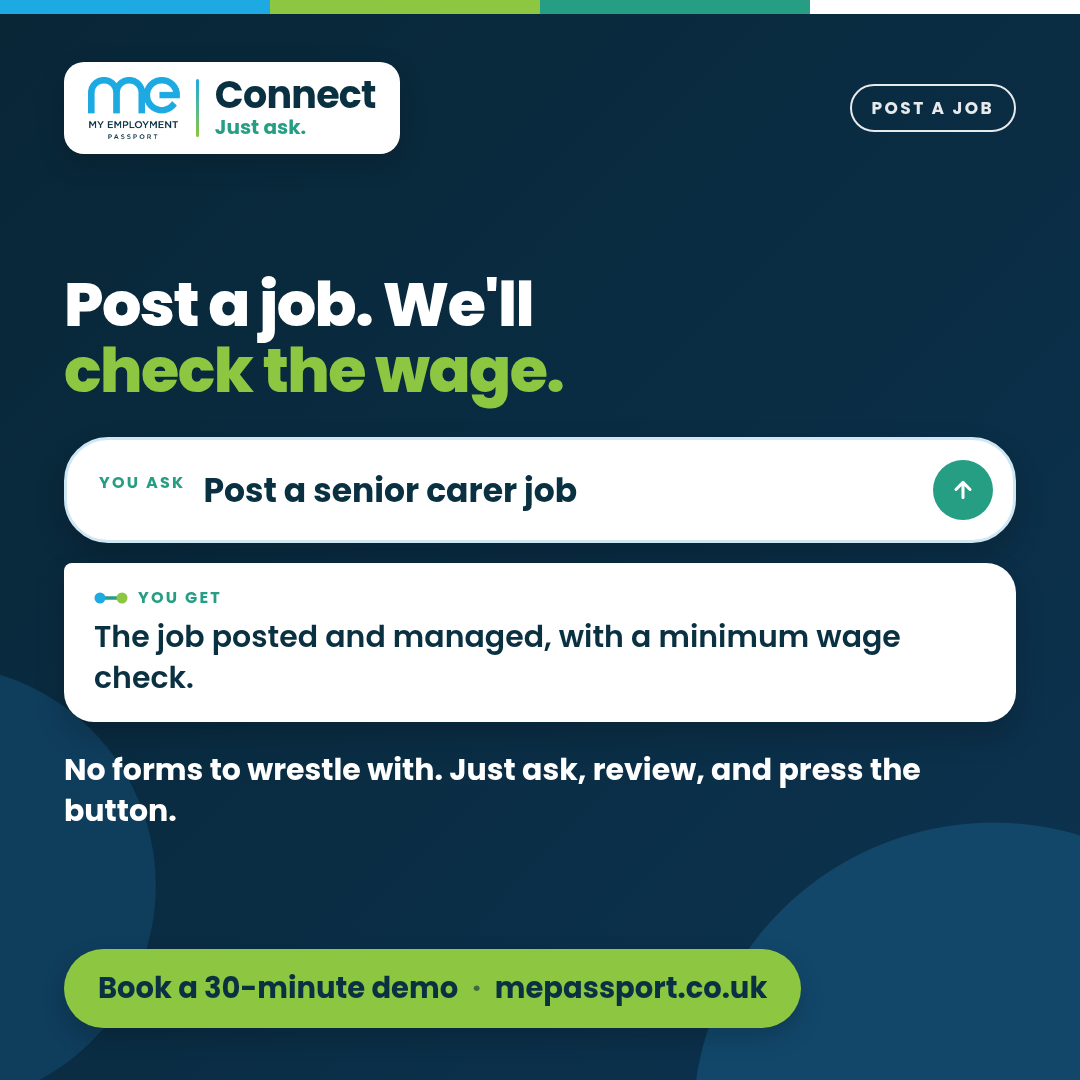 me
MY EMPLOYMENT
PASSPORT
Connect
Just ask.
POST A JOB
Post a job. We'll
check the wage.
YOU ASK Post a senior carer job
YOU GET
The job posted and managed, with a minimum wage
check.
No forms to wrestle with. Just ask, review, and press the
button.
Book a 30-minute demo · mepassport.co.uk